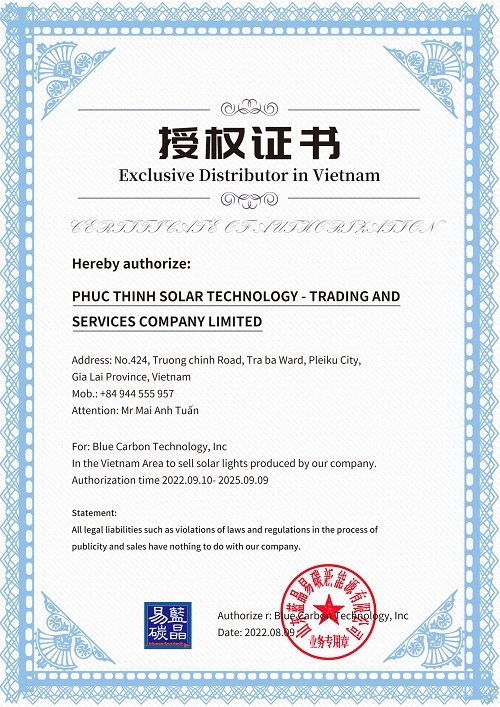 授权证书
Exclusive Distributor in Vietnam
CERTIFICATE OF AUTHORIZATION
Hereby authorize:
PHUC THINH SOLAR TECHNOLOGY - TRADING AND
SERVICES COMPANY LIMITED
Address: No.424, Truong chinh Road, Tra ba Ward, Pleiku City,
Gia Lai Province, Vietnam
Mob.: +84 944 555 957
Attention: Mr Mai Anh Tuấn
For: Blue Carbon Technology, Inc
In the Vietnam Area to sell solar lights produced by our company.
Authorization time 2022.09.10- 2025.09.09
Statement:
All legal liabilities such as violations of laws and regulations in the process of
publicity and sales have nothing to do with our company.
易藍
碳晶
Authorize r: Blue Carbon Technology, Inc
Date: 2022.08.09
蓝晶易碳新能源有限公司
业务专用章